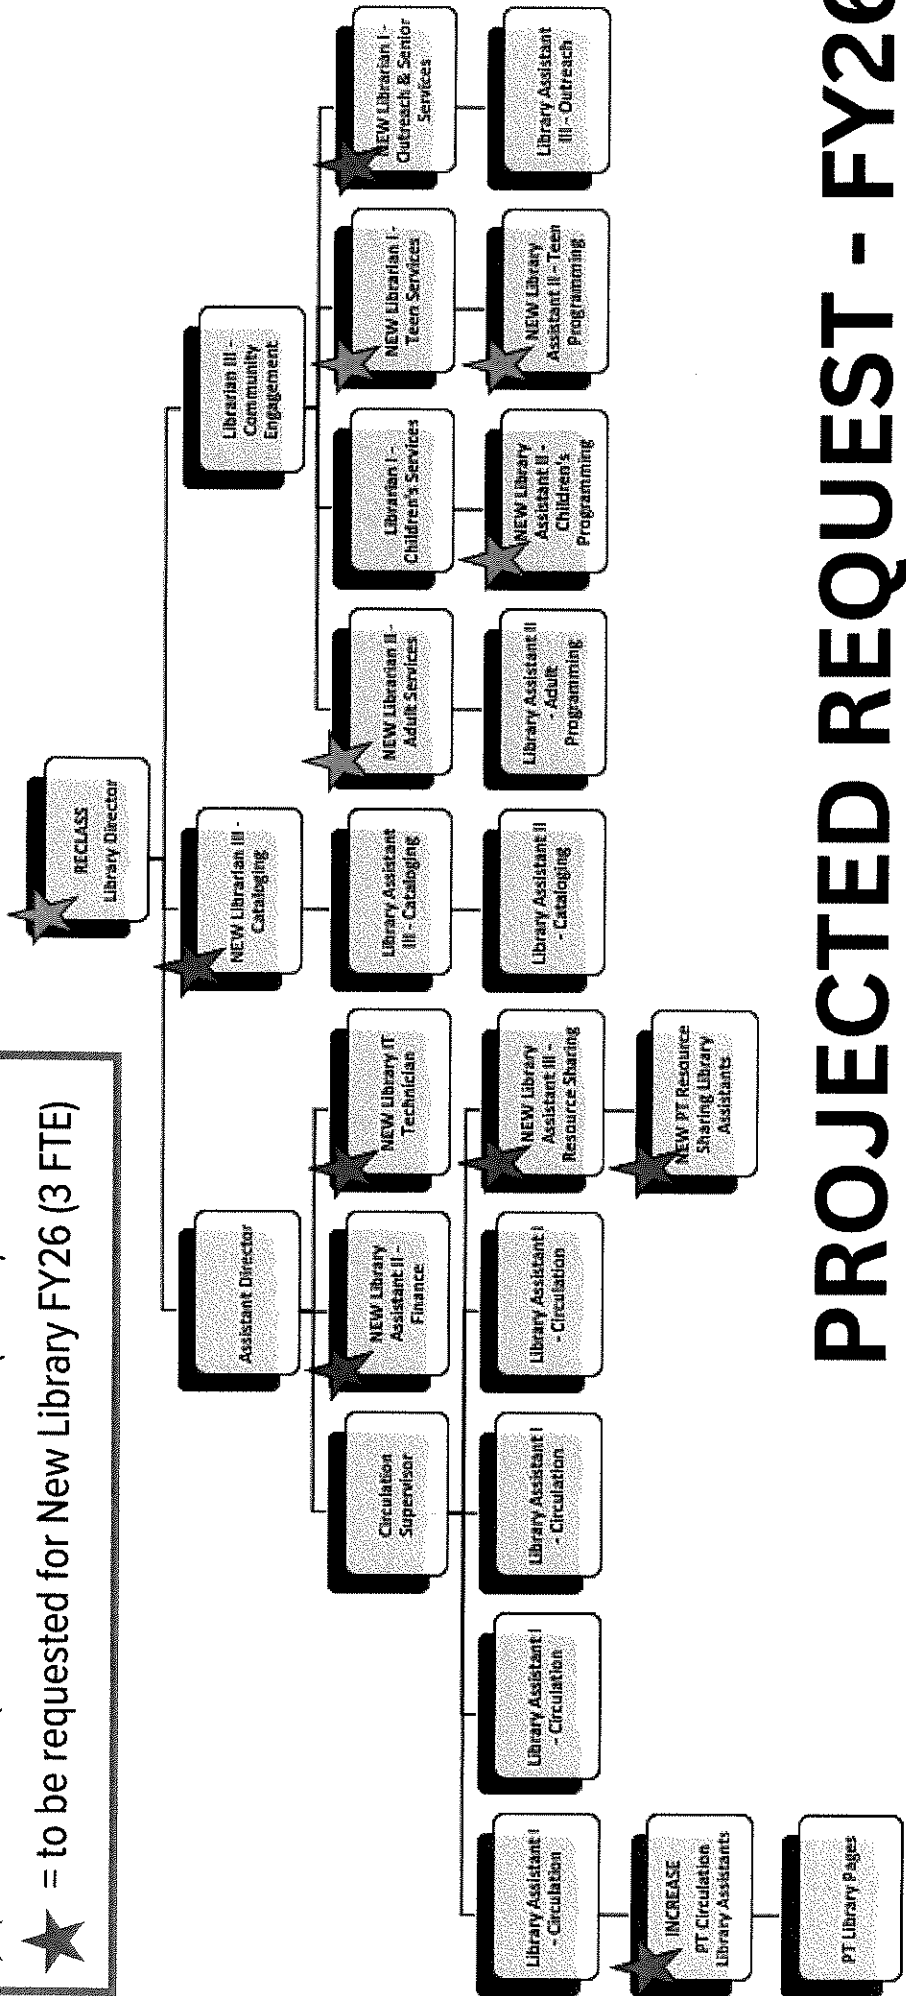 = to be requested for New Library FY26 (3 FTE)
RECLASS
Library Director
Assistant Director
NEW Librarian III -
Cataloging
Librarian III -
Community
Engagement
Circulation
Supervisor
NEW Library
Assistant II -
Finance
NEW Library IT
Technician
Library Assistant
III - Cataloging
NEW Librarian II -
Adult Services
Librarian I -
Children's Services
NEW Librarian I -
Teen Services
NEW Librarian I -
Outreach & Senior
Services
Library Assistant I
- Circulation
Library Assistant I
- Circulation
Library Assistant I
- Circulation
Library Assistant I
- Circulation
NEW Library
Assistant III -
Resource Sharing
Library Assistant II
- Cataloging
Library Assistant II
- Adult
Programming
NEW Library
Assistant II -
Children's
Programming
NEW Library
Assistant II - Teen
Programming
Library Assistant
III - Outreach
INCREASE
PT Circulation
Library Assistants
NEW PT Resource
Sharing Library
Assistants
PT Library Pages
PROJECTED REQUEST - FY26